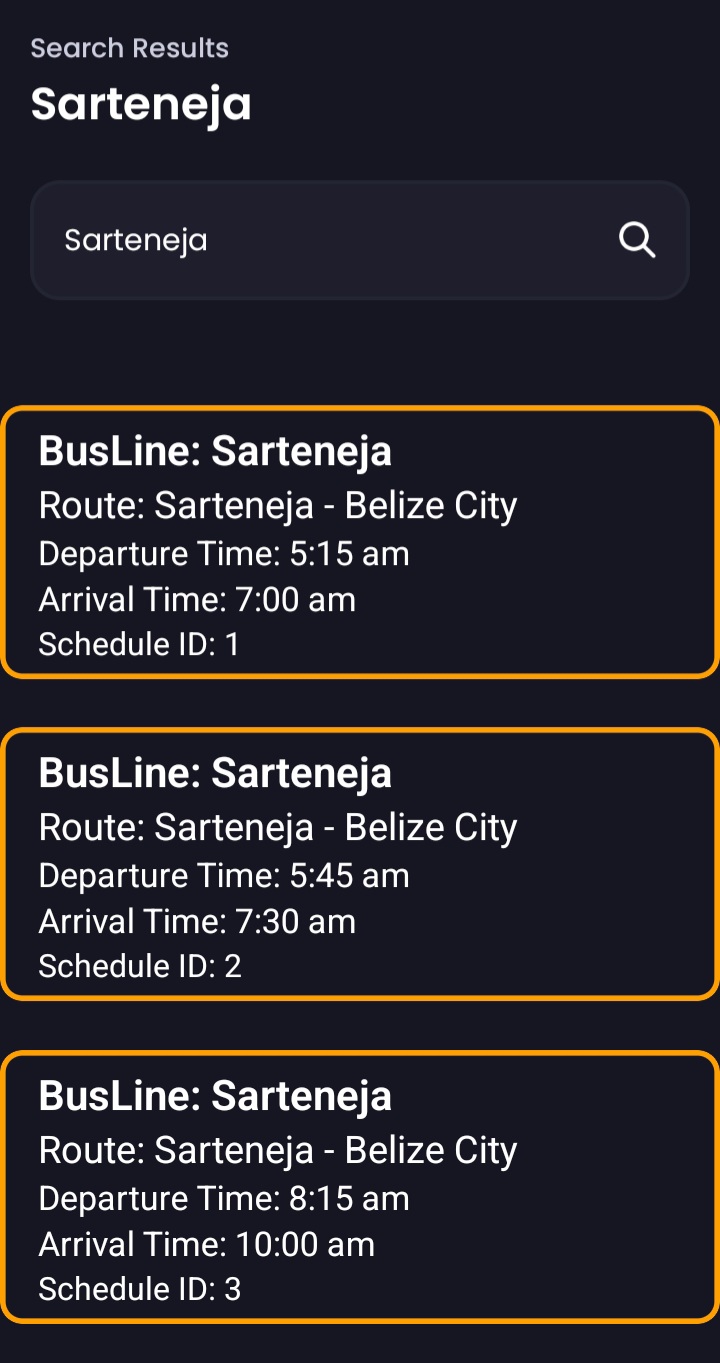 Search Results
Sarteneja
Sarteneja
BusLine: Sarteneja
Route: Sarteneja - Belize City
Departure Time: 5:15 am
Arrival Time: 7:00 am
Schedule ID: 1
BusLine: Sarteneja
Route: Sarteneja - Belize City
Departure Time: 5:45 am
Arrival Time: 7:30 am
Schedule ID: 2
BusLine: Sarteneja
Route: Sarteneja - Belize City
Departure Time: 8:15 am
Arrival Time: 10:00 am
Schedule ID: 3